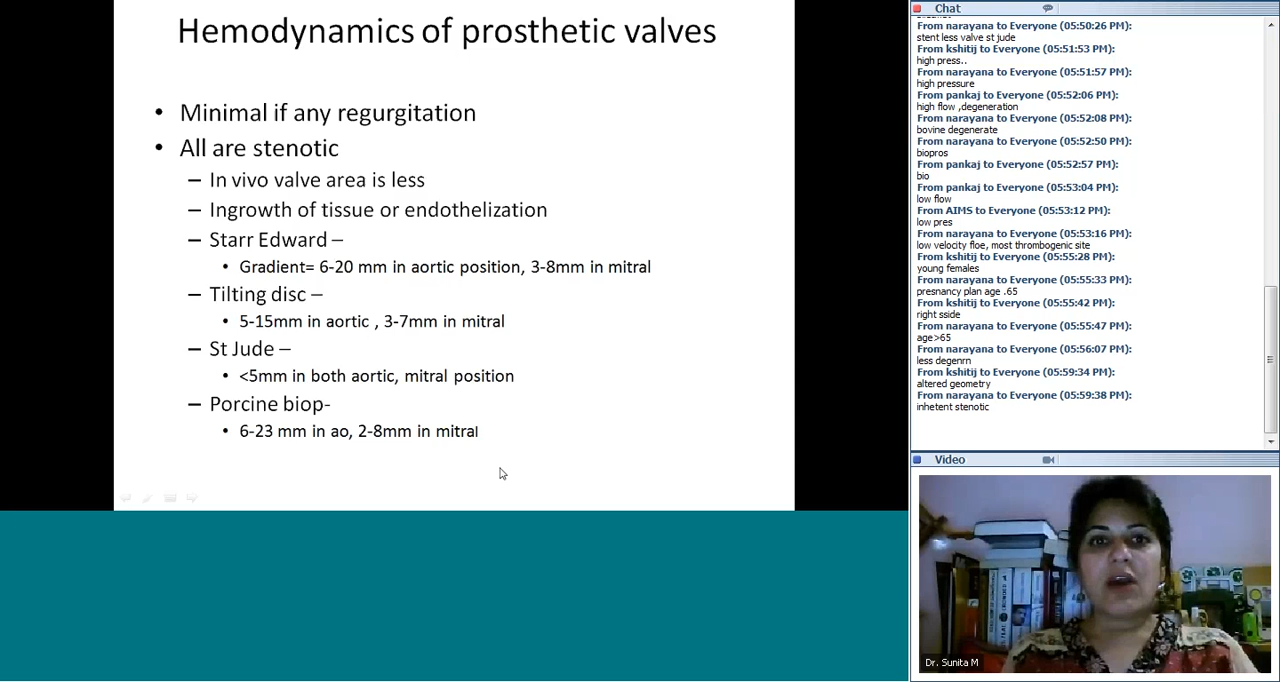 Hemodynamics of prosthetic valves
• Minimal if any regurgitation
• All are stenotic
– In vivo valve area is less
– Ingrowth of tissue or endothelization
– Starr Edward –
• Gradient= 6-20 mm in aortic position, 3-8mm in mitral
– Tilting disc –
• 5-15mm in aortic , 3-7mm in mitral
– St Jude –
• <5mm in both aortic, mitral position
– Porcine biop-
• 6-23 mm in ao, 2-8mm in mitral
Chat
From narayana to Everyone (05:50:26 PM):
stent less valve st jude
From kshitij to Everyone (05:51:53 PM):
high press..
From narayana to Everyone (05:51:57 PM):
high pressure
From pankaj to Everyone (05:52:06 PM):
high flow ,degeneration
From narayana to Everyone (05:52:08 PM):
bovine degenerate
From narayana to Everyone (05:52:50 PM):
biopros
From pankaj to Everyone (05:52:57 PM):
bio
From pankaj to Everyone (05:53:04 PM):
low flow
From AIMS to Everyone (05:53:12 PM):
low pres
From narayana to Everyone (05:53:16 PM):
low velocity floe, most thrombogenic site
From kshitij to Everyone (05:55:28 PM):
young females
From narayana to Everyone (05:55:33 PM):
presnancy plan age .65
From kshitij to Everyone (05:55:42 PM):
right sside
From narayana to Everyone (05:55:47 PM):
age>65
From narayana to Everyone (05:56:07 PM):
less degenrn
From kshitij to Everyone (05:59:34 PM):
altered geometry
From narayana to Everyone (05:59:38 PM):
inhetent stenotic
Video
Dr. Sunita M